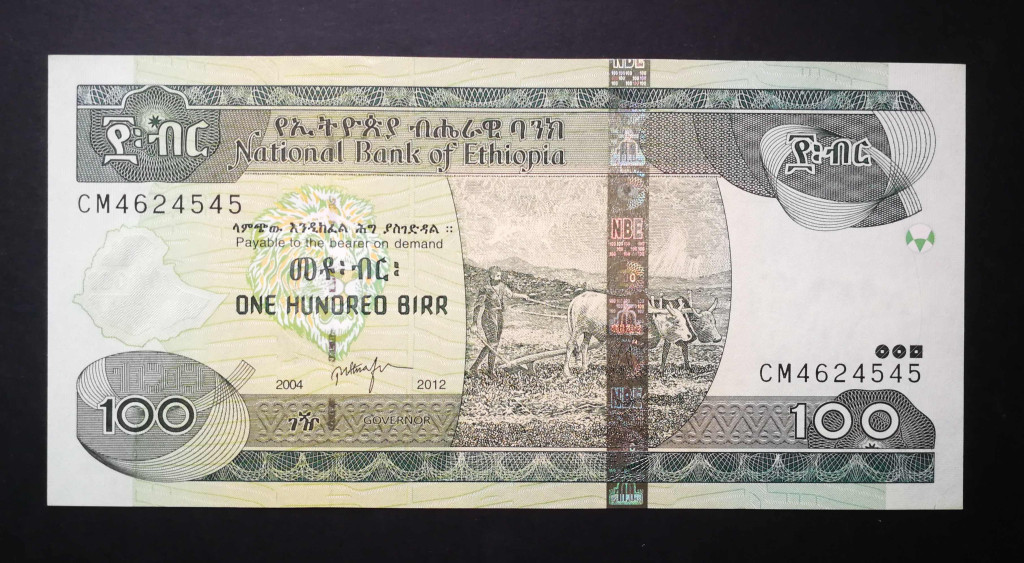 ፻፡ብር
የኢትዮጵያ ብሔራዊ ባንክ
National Bank of Ethiopia
፻፡ብር
CM4624545
ላምጭው እንዲከፈል ሕግ ያስገድዳል ።
Payable to the bearer on demand
መቶ፡ ብር፡
ONE HUNDRED BIRR
NBE
NBE
NBE
CM4624545
2004
2012
ገዥ
GOVERNOR
100
100